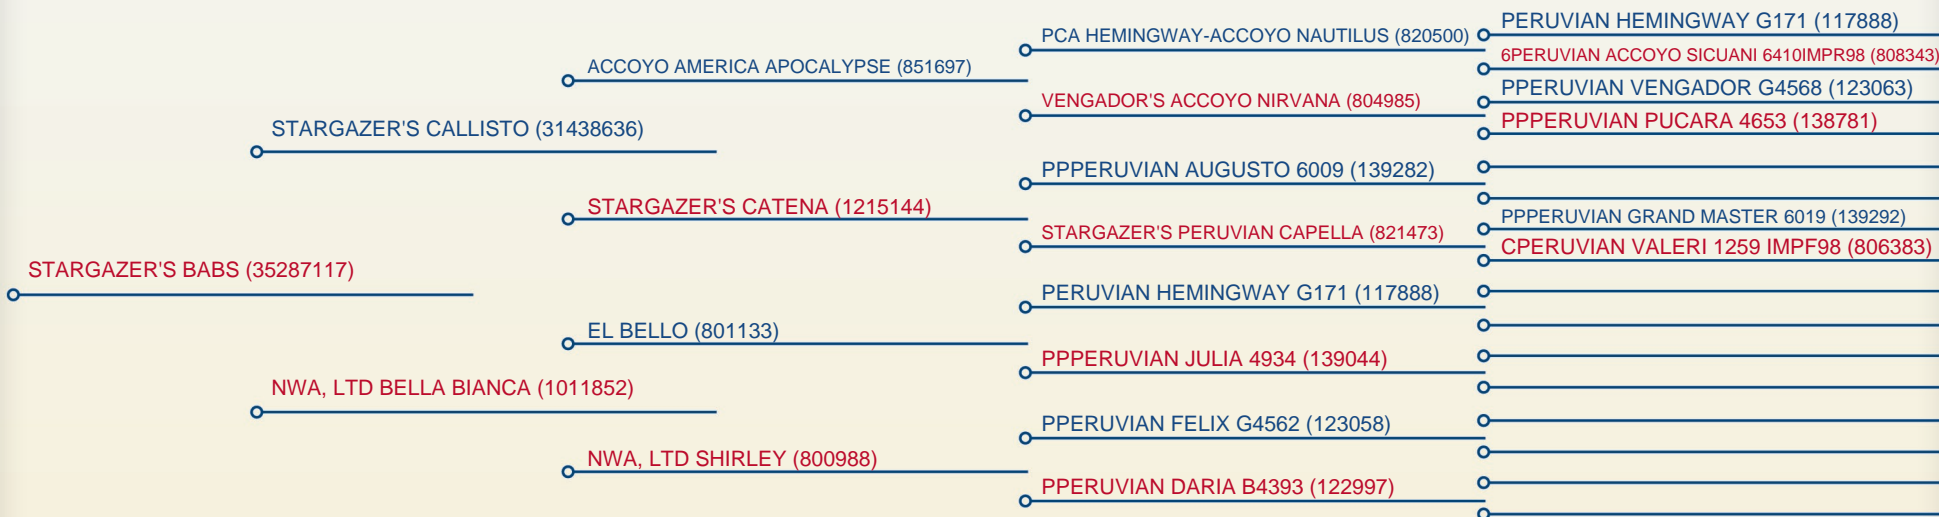 PERUVIAN HEMINGWAY G171 (117888)
PCA HEMINGWAY-ACCOYO NAUTILUS (820500)
6PERUVIAN ACCOYO SICUANI 6410IMPR98 (808343)
ACCOYO AMERICA APOCALYPSE (851697)
PPERUVIAN VENGADOR G4568 (123063)
VENGADOR'S ACCOYO NIRVANA (804985)
PPPERUVIAN PUCARA 4653 (138781)
STARGAZER'S CALLISTO (31438636)
PPPERUVIAN AUGUSTO 6009 (139282)
STARGAZER'S CATENA (1215144)
PPPERUVIAN GRAND MASTER 6019 (139292)
STARGAZER'S PERUVIAN CAPELLA (821473)
CPERUVIAN VALERI 1259 IMPF98 (806383)
STARGAZER'S BABS (35287117)
PERUVIAN HEMINGWAY G171 (117888)
EL BELLO (801133)
PPPERUVIAN JULIA 4934 (139044)
NWA, LTD BELLA BIANCA (1011852)
PPERUVIAN FELIX G4562 (123058)
NWA, LTD SHIRLEY (800988)
PPERUVIAN DARIA B4393 (122997)